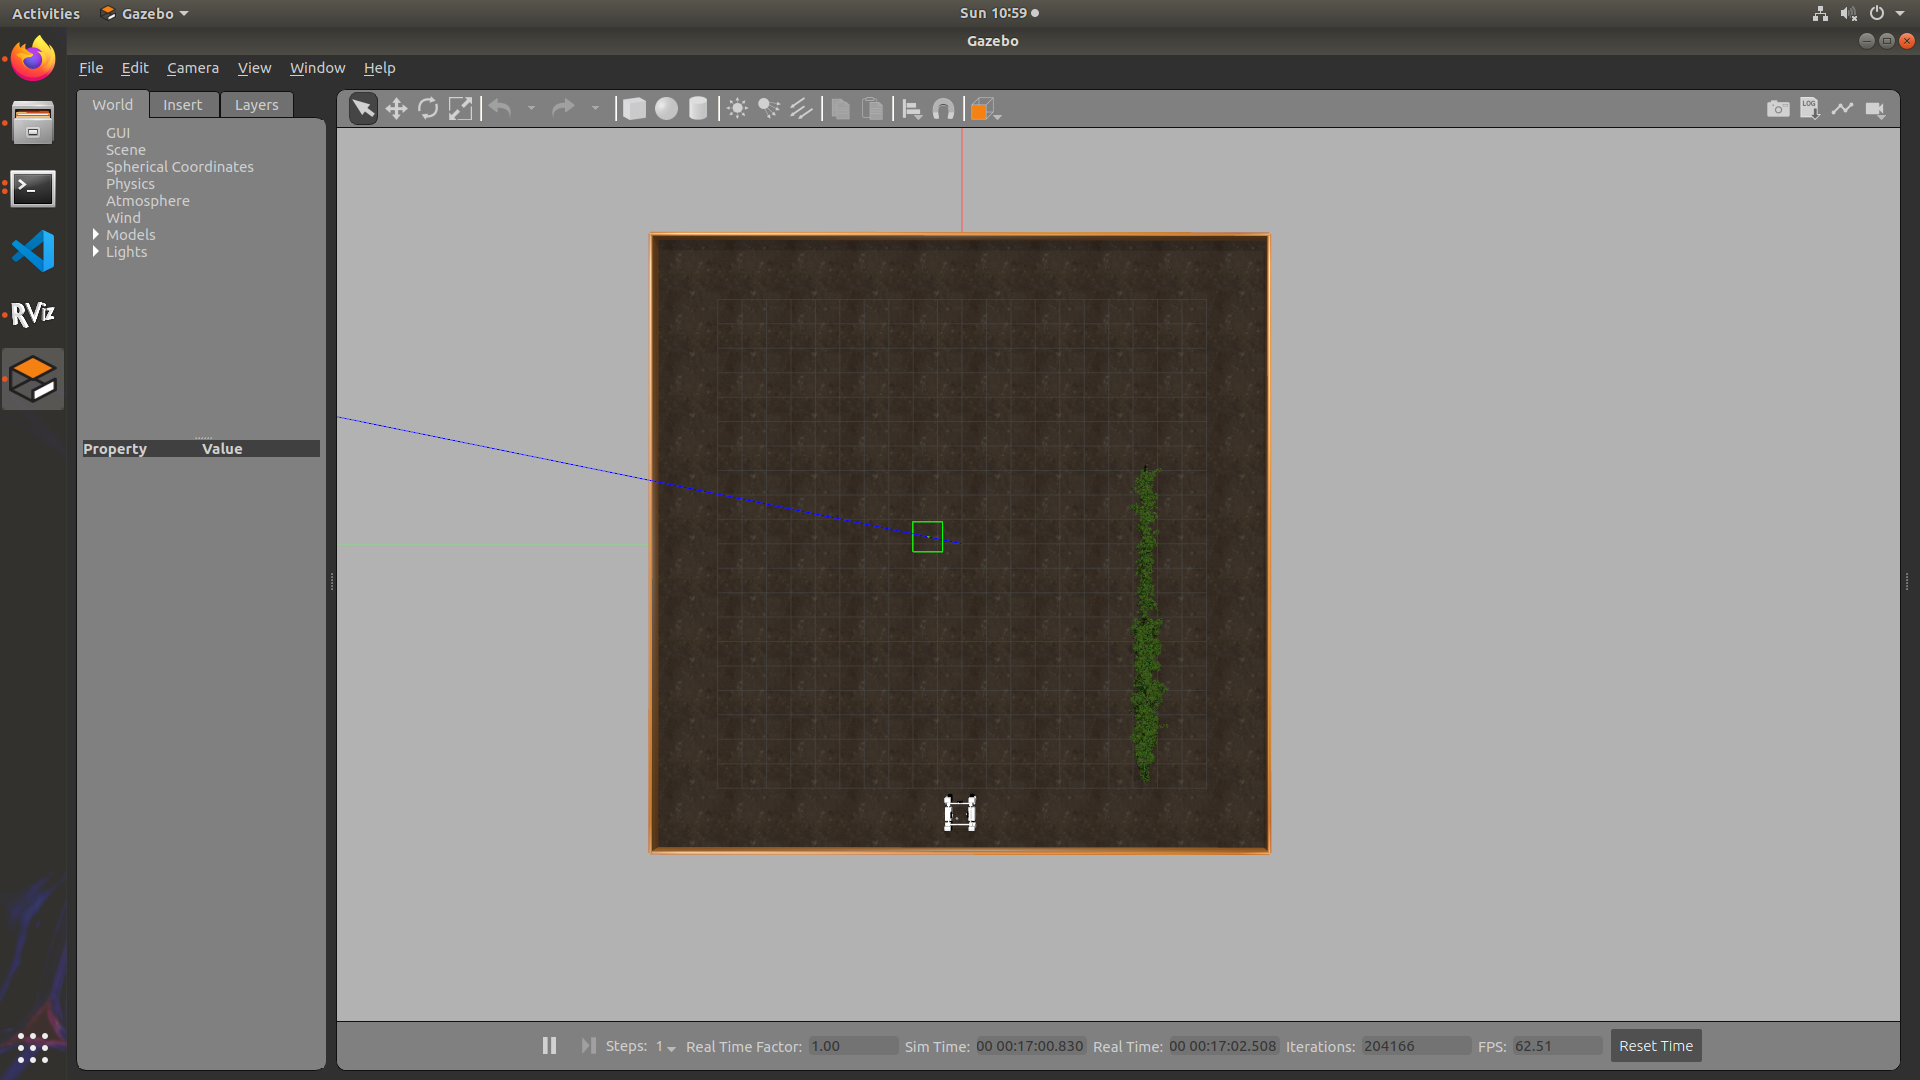 Activities Gazebo Sun 10:59
Gazebo
File Edit Camera View Window Help
World Insert Layers
LOG
GUI
Scene
Spherical Coordinates
Physics
Atmosphere
Wind
Models
Lights
RViz
Property Value
Steps: 1 Real Time Factor: 1.00 Sim Time: 00 00:17:00.830 Real Time: 00 00:17:02.508 Iterations: 204166 FPS: 62.51 Reset Time